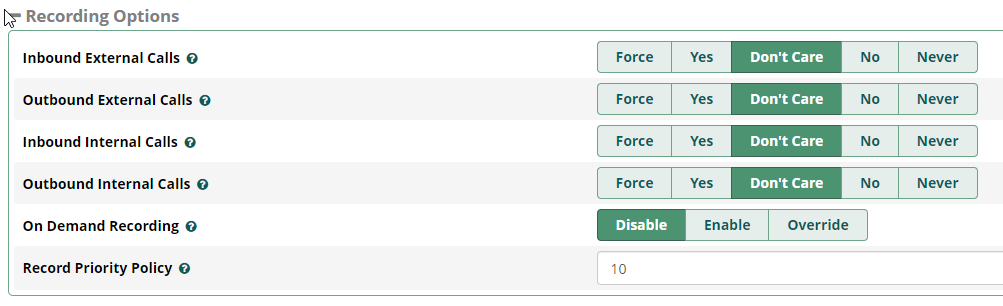 Recording Options
Inbound External Calls ? Force Yes Don't Care No Never
Outbound External Calls ? Force Yes Don't Care No Never
Inbound Internal Calls ? Force Yes Don't Care No Never
Outbound Internal Calls ? Force Yes Don't Care No Never
On Demand Recording ? Disable Enable Override
Record Priority Policy ? 10